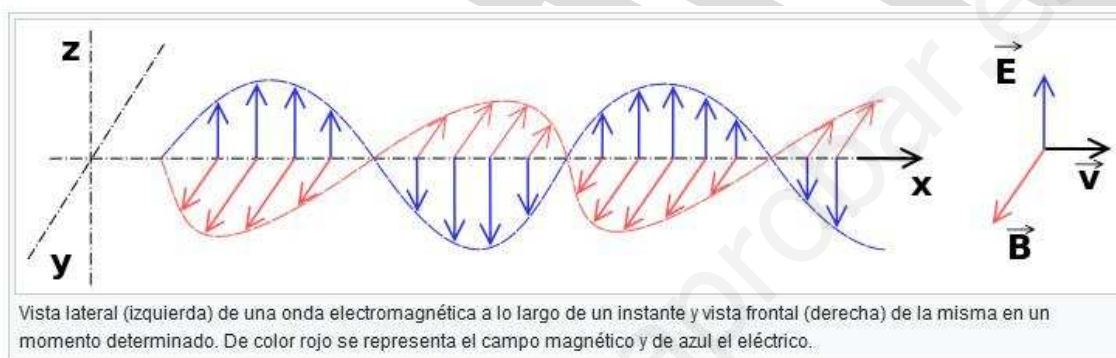 z
E
x
v
y
B
Vista lateral (izquierda) de una onda electromagnética a lo largo de un instante y vista frontal (derecha) de la misma en un
momento determinado. De color rojo se representa el campo magnético y de azul el eléctrico.